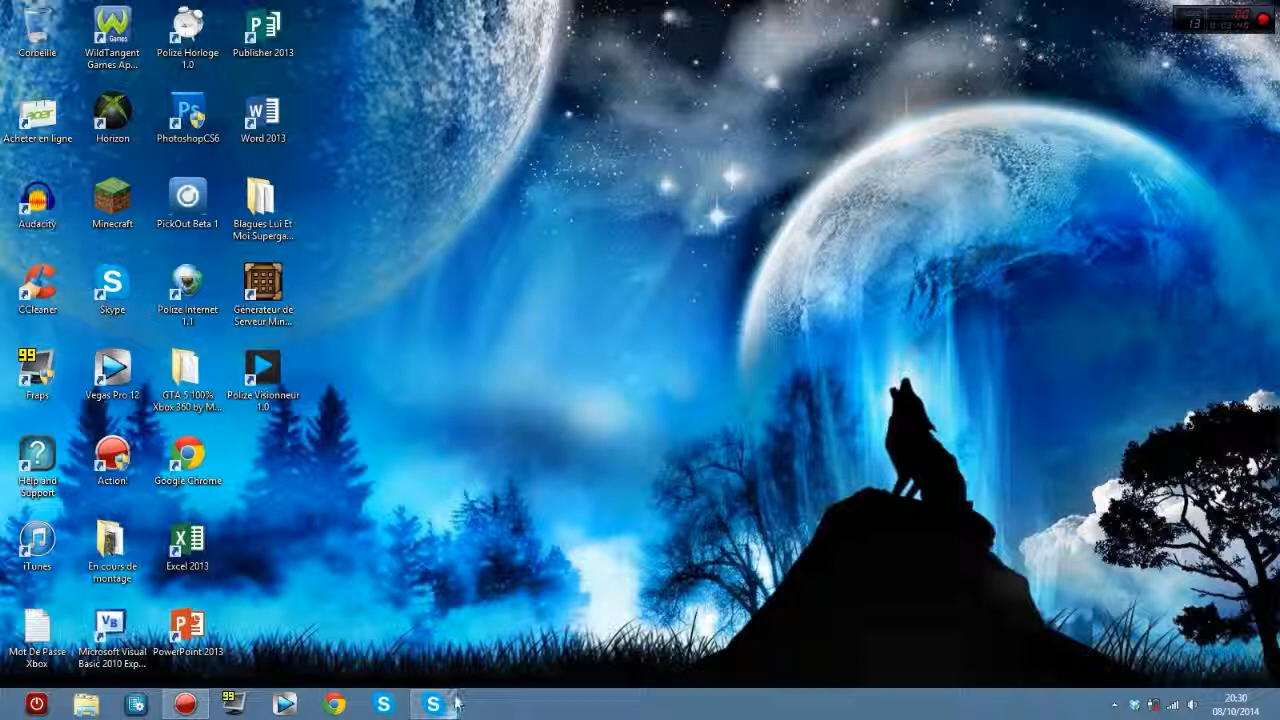 Corbeille
WildTangent
Games Ap...
Polize Horloge
1.0
Publisher 2013
Acheter en ligne
Horizon
PhotoshopCS6
Word 2013
Audacity
Minecraft
PickOut Beta 1
Blagues Lui Et
Moi Superga...
CCleaner
Skype
Polize Internet
1.1
Génerateur de
Serveur Min...
Fraps
Vegas Pro 12
GTA 5 100%
Xbox 360 by M...
Polize Visionneur
1.0
Help and
Support
Action!
Google Chrome
iTunes
En cours de
montage
Excel 2013
Mot De Passe
Xbox
Microsoft Visual
Basic 2010 Exp...
PowerPoint 2013
20:30
08/10/2014